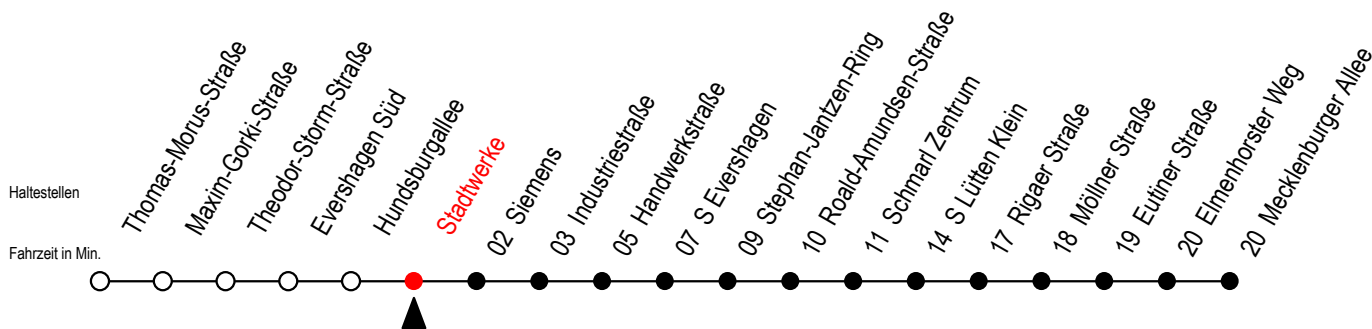 Haltestellen
Fahrzeit in Min.
Thomas-Morus-Straße
Maxim-Gorki-Straße
Theodor-Storm-Straße
Evershagen Süd
Hundsburgallee
Stadtwerke
02 Siemens
03 Industriestraße
05 Handwerkstraße
07 S Evershagen
09 Stephan-Jantzen-Ring
10 Roald-Amundsen-Straße
11 Schmarl Zentrum
14 S Lütten Klein
17 Rigaer Straße
18 Möllner Straße
19 Eutiner Straße
20 Elmenhorster Weg
20 Mecklenburger Allee